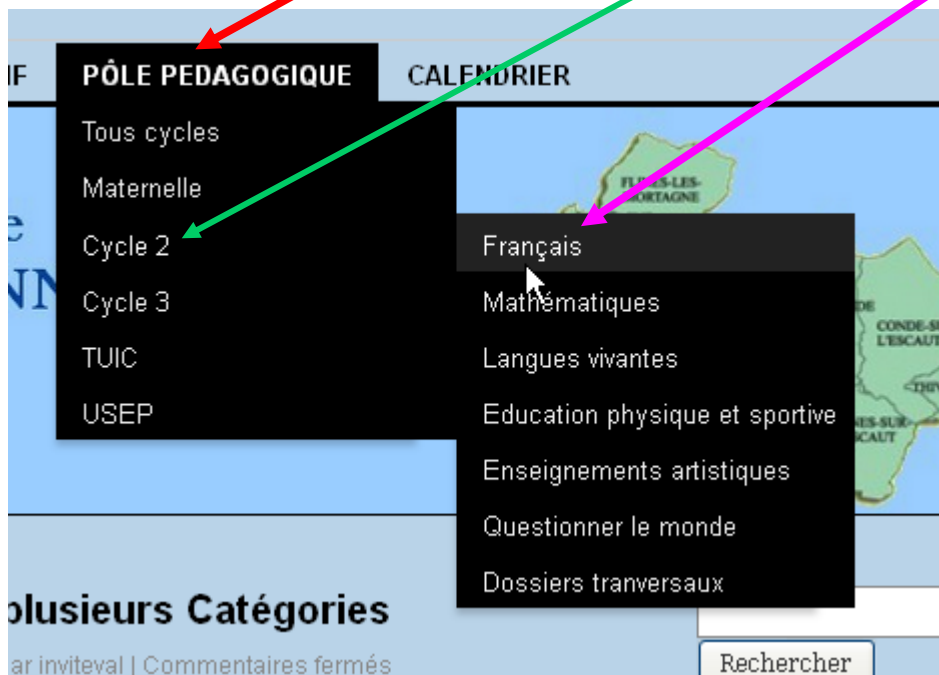 IF PÔLE PEDAGOGIQUE CALENDRIER
Tous cycles
Maternelle
Cycle 2
Cycle 3
TUIC
USEP
Français
Mathématiques
Langues vivantes
Education physique et sportive
Enseignements artistiques
Questionner le monde
Dossiers tranversaux
FLINES-LES-
MORTAGNE
CONDE-S
L'ESCAUT
plusieurs Catégories
ar inviteval | Commentaires fermés
Rechercher